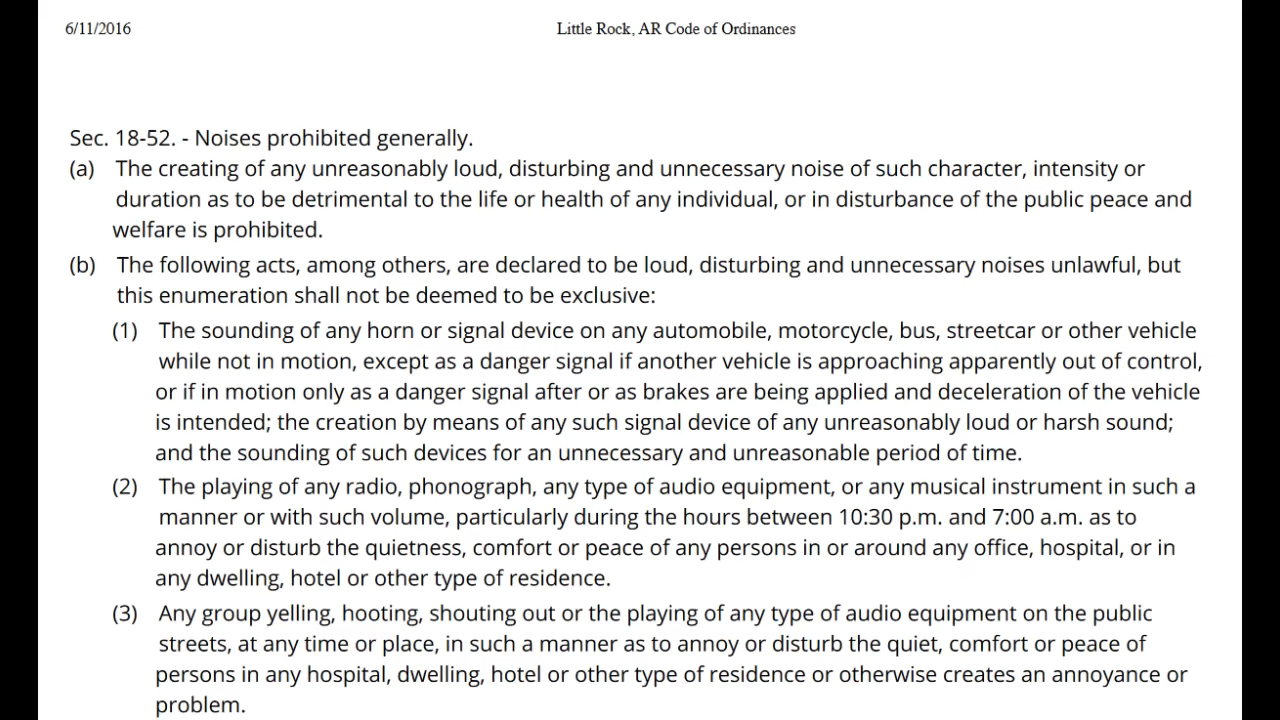 6/11/2016
Little Rock, AR Code of Ordinances
Sec. 18-52. - Noises prohibited generally.
(a) The creating of any unreasonably loud, disturbing and unnecessary noise of such character, intensity or
duration as to be detrimental to the life or health of any individual, or in disturbance of the public peace and
welfare is prohibited.
(b) The following acts, among others, are declared to be loud, disturbing and unnecessary noises unlawful, but
this enumeration shall not be deemed to be exclusive:
(1) The sounding of any horn or signal device on any automobile, motorcycle, bus, streetcar or other vehicle
while not in motion, except as a danger signal if another vehicle is approaching apparently out of control,
or if in motion only as a danger signal after or as brakes are being applied and deceleration of the vehicle
is intended; the creation by means of any such signal device of any unreasonably loud or harsh sound;
and the sounding of such devices for an unnecessary and unreasonable period of time.
(2) The playing of any radio, phonograph, any type of audio equipment, or any musical instrument in such a
manner or with such volume, particularly during the hours between 10:30 p.m. and 7:00 a.m. as to
annoy or disturb the quietness, comfort or peace of any persons in or around any office, hospital, or in
any dwelling, hotel or other type of residence.
(3) Any group yelling, hooting, shouting out or the playing of any type of audio equipment on the public
streets, at any time or place, in such a manner as to annoy or disturb the quiet, comfort or peace of
persons in any hospital, dwelling, hotel or other type of residence or otherwise creates an annoyance or
problem.